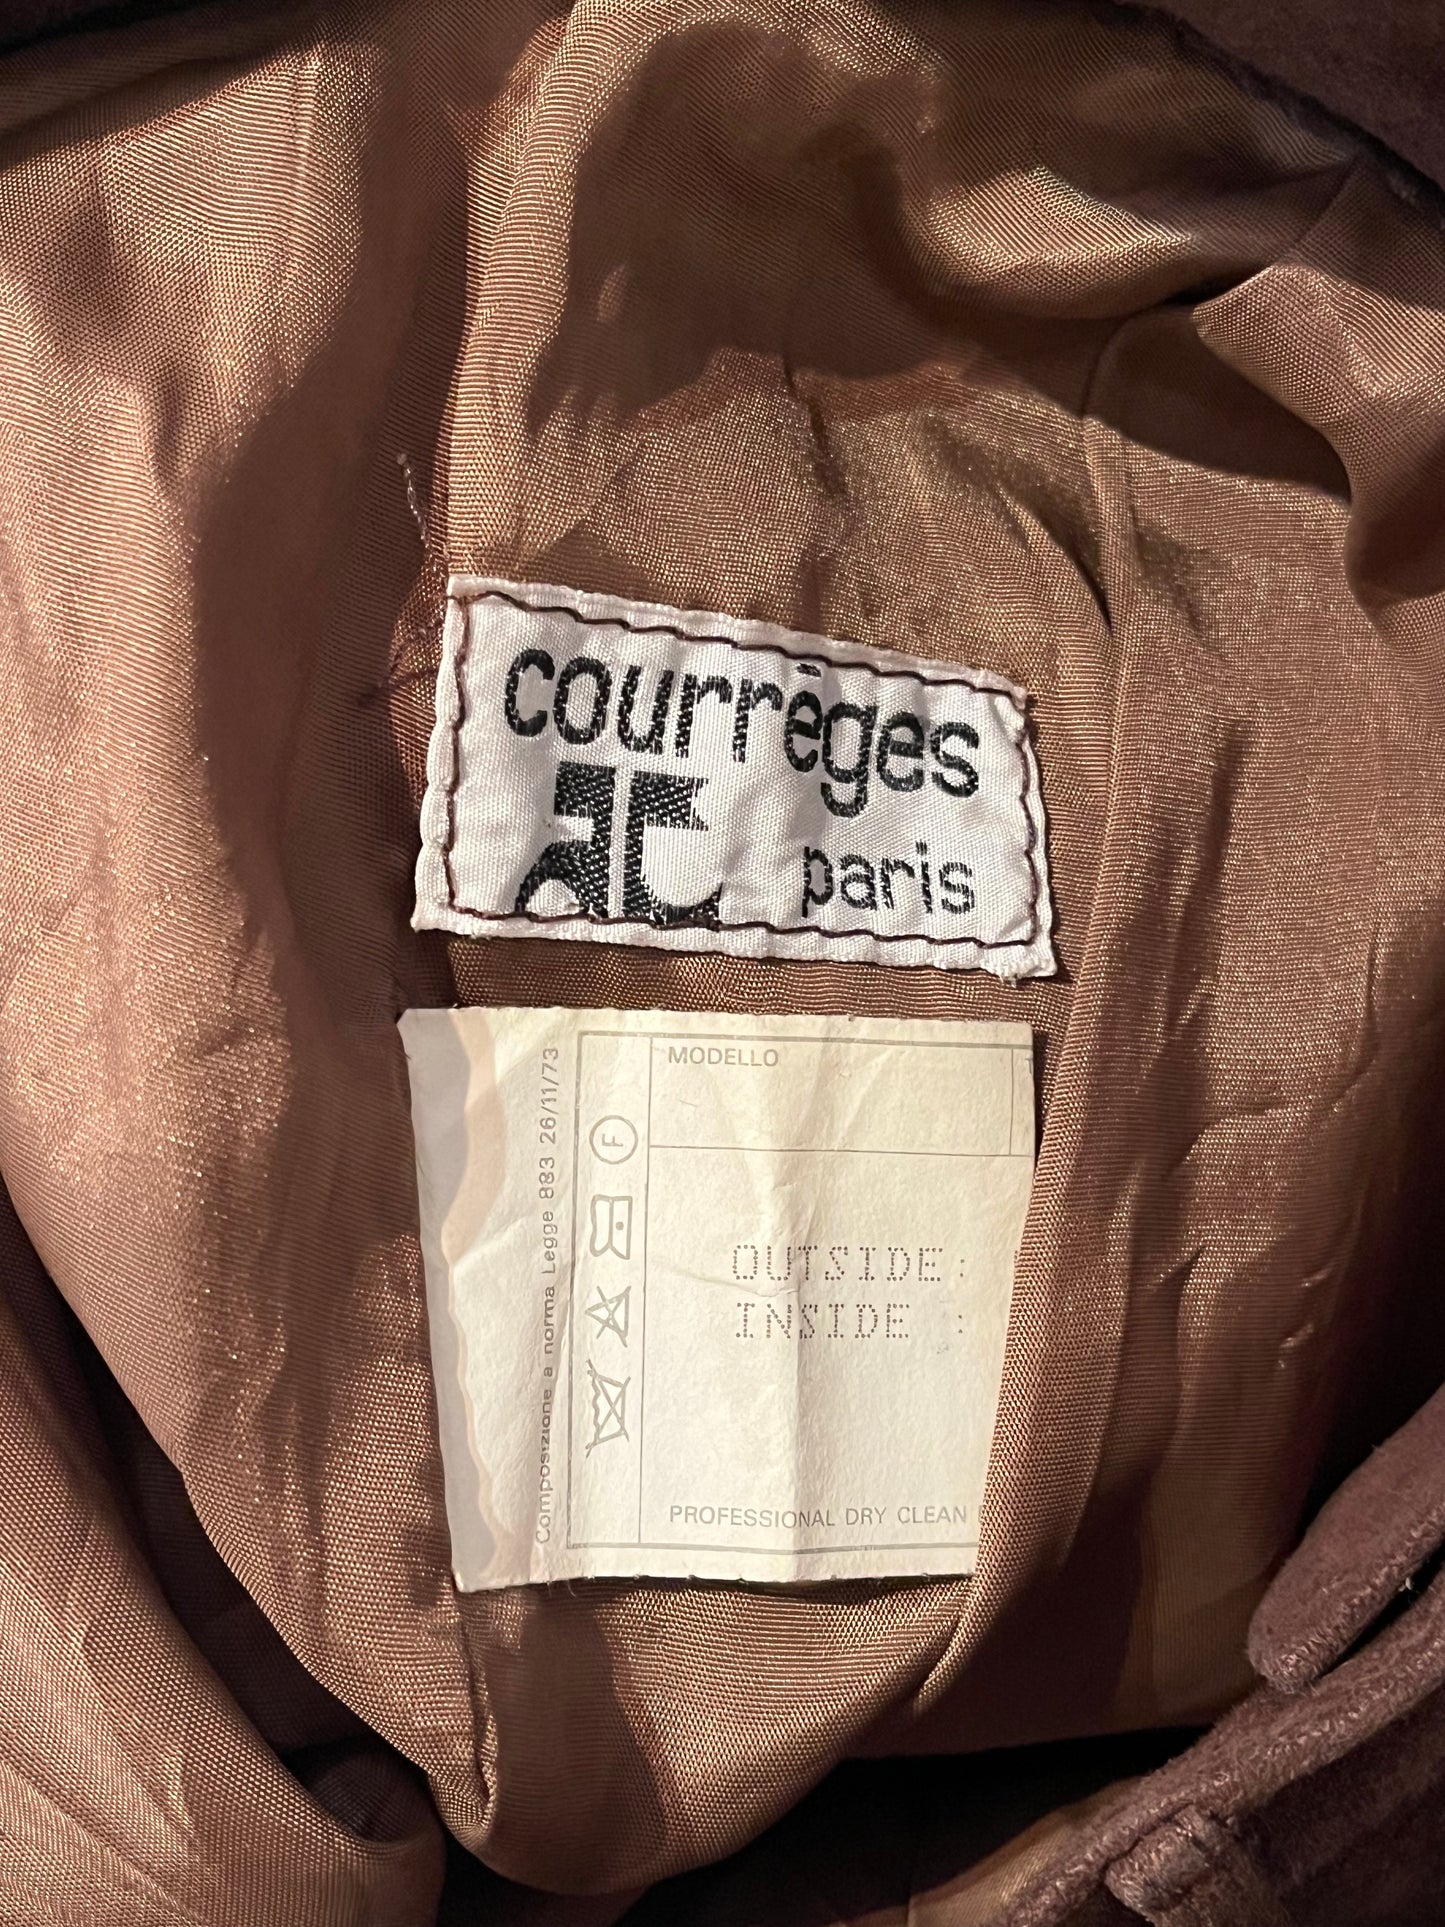 courrèges
paris
MODELLO
F
Composizione a norma Legge 883 26/11/73
OUTSIDE:
INSIDE :
PROFESSIONAL DRY CLEAN